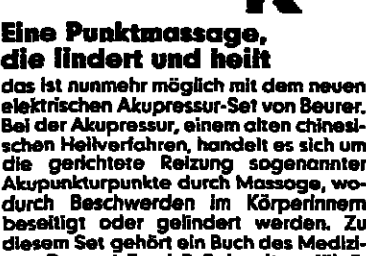 Eine Punktmassage,
die lindert und heilt
das ist nunmehr möglich mit dem neuen
elektrischen Akupressur-Set von Beurer.
Bei der Akupressur, einem alten chinesi-
schen Heilverfahren, handelt es sich um
die gerichtete Reizung sogenannter
Akupunkturpunkte durch Massage, wo-
durch Beschwerden im Körperinnern
beseitigt oder gelindert werden. Zu
diesem Set gehört ein Buch des Medizi-